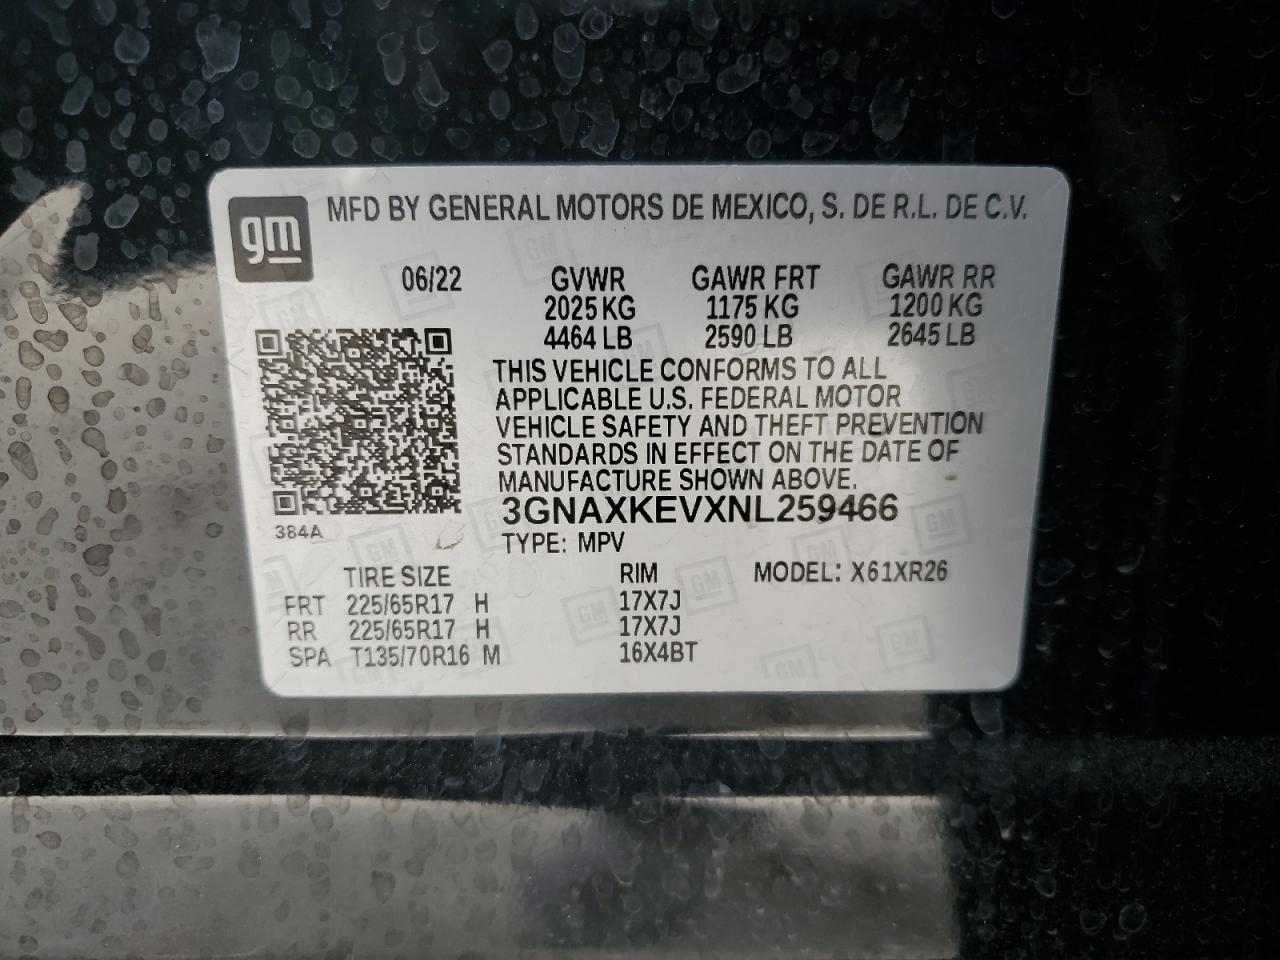 gm
MFD BY GENERAL MOTORS DE MEXICO, S. DE R.L. DE C.V.
06/22 GVWR GAWR FRT GAWR RR
2025 KG 1175 KG 1200 KG
4464 LB 2590 LB 2645 LB
THIS VEHICLE CONFORMS TO ALL
APPLICABLE U.S. FEDERAL MOTOR
VEHICLE SAFETY AND THEFT PREVENTION
STANDARDS IN EFFECT ON THE DATE OF
MANUFACTURE SHOWN ABOVE.
3GNAXKEVXNL259466
384A
TYPE: MPV
TIRE SIZE RIM MODEL: X61XR26
FRT 225/65R17 H 17X7J
RR 225/65R17 H 17X7J
SPA T135/70R16 M 16X4BT